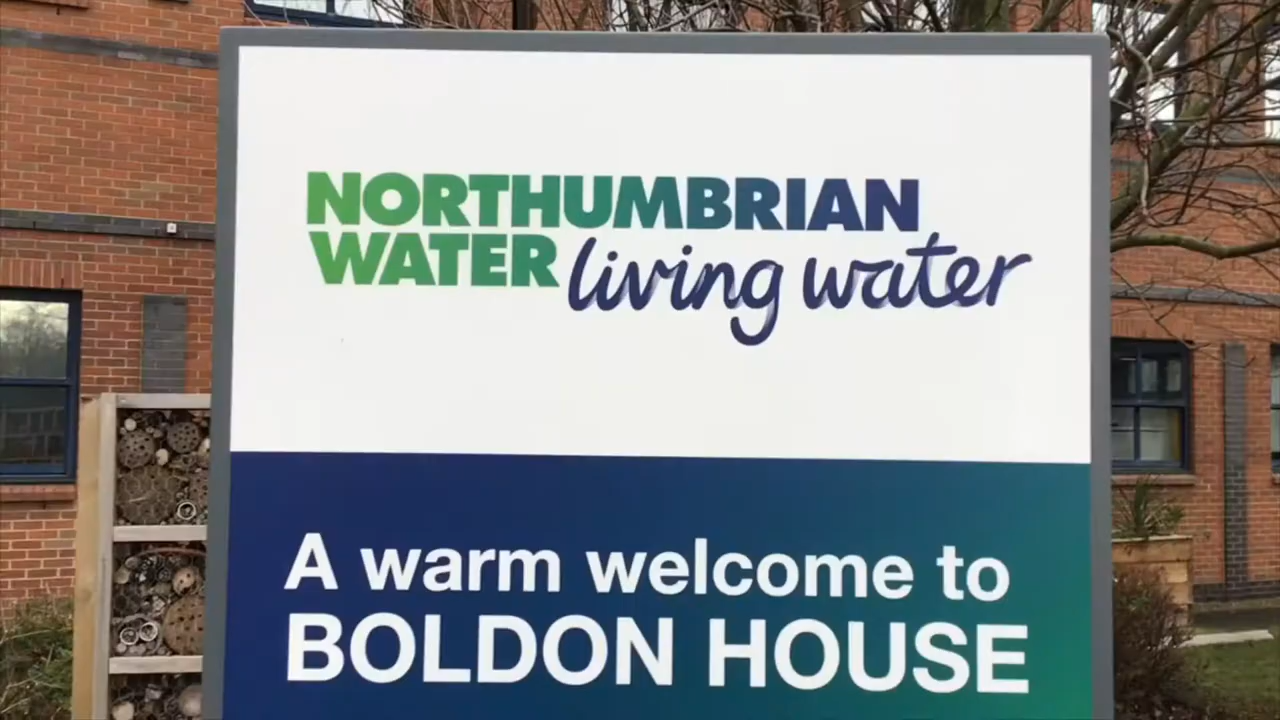 NORTHUMBRIAN
WATER living water
A warm welcome to
BOLDON HOUSE